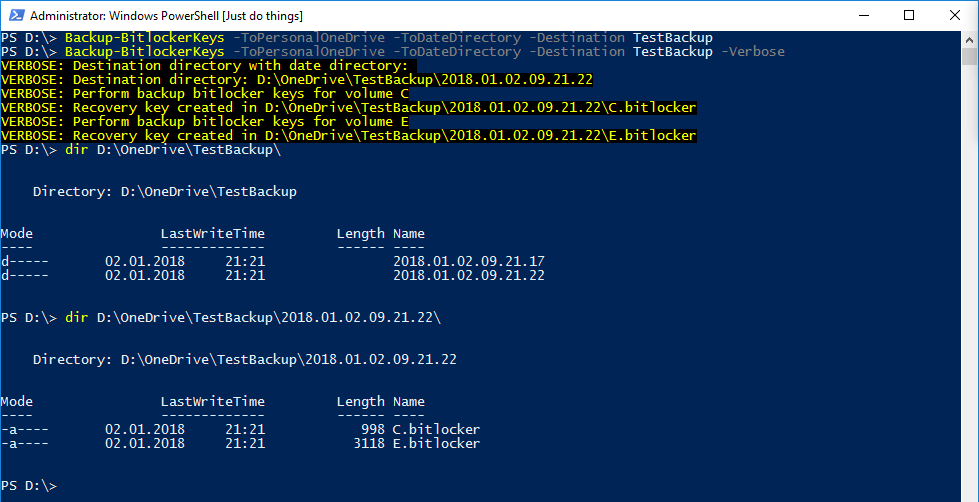 Administrator: Windows PowerShell [Just do things]
PS D:\> Backup-BitlockerKeys -ToPersonalOneDrive -ToDateDirectory -Destination TestBackup
PS D:\> Backup-BitlockerKeys -ToPersonalOneDrive -ToDateDirectory -Destination TestBackup -Verbose
VERBOSE: Destination directory with date directory:
VERBOSE: Destination directory: D:\OneDrive\TestBackup\2018.01.02.09.21.22
VERBOSE: Perform backup bitlocker keys for volume C
VERBOSE: Recovery key created in D:\OneDrive\TestBackup\2018.01.02.09.21.22\C.bitlocker
VERBOSE: Perform backup bitlocker keys for volume E
VERBOSE: Recovery key created in D:\OneDrive\TestBackup\2018.01.02.09.21.22\E.bitlocker
PS D:\> dir D:\OneDrive\TestBackup\
    Directory: D:\OneDrive\TestBackup
Mode                LastWriteTime         Length Name
----                -------------         ------ ----
d-----       02.01.2018     21:21                2018.01.02.09.21.17
d-----       02.01.2018     21:21                2018.01.02.09.21.22
PS D:\> dir D:\OneDrive\TestBackup\2018.01.02.09.21.22\
    Directory: D:\OneDrive\TestBackup\2018.01.02.09.21.22
Mode                LastWriteTime         Length Name
----                -------------         ------ ----
-a----       02.01.2018     21:21            998 C.bitlocker
-a----       02.01.2018     21:21           3118 E.bitlocker
PS D:\>